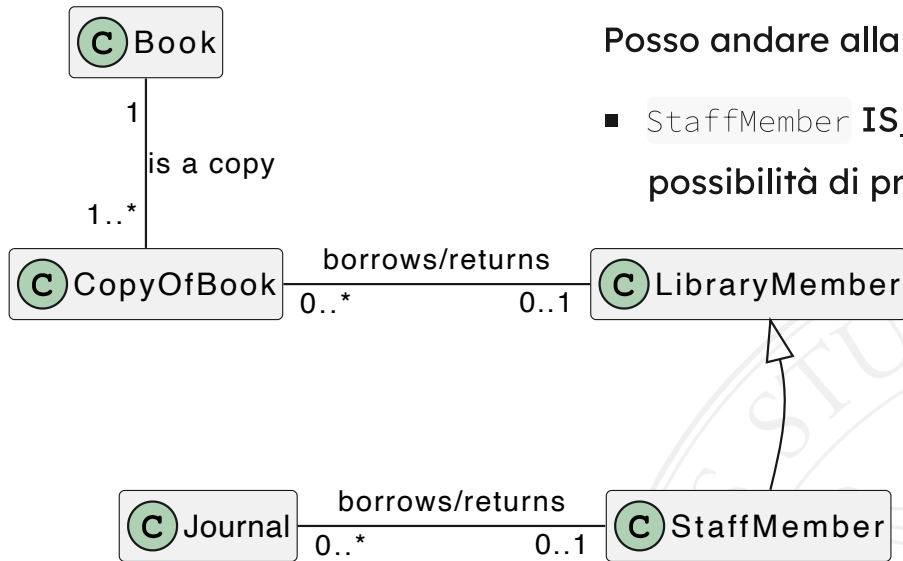 C Book
Posso andare alla
1
▪ StaffMember IS_
is a copy
possibilità di pr
1..*
C CopyOfBook
borrows/returns
0..* 0..1
C LibraryMember
C Journal
borrows/returns
0..* 0..1
C StaffMember